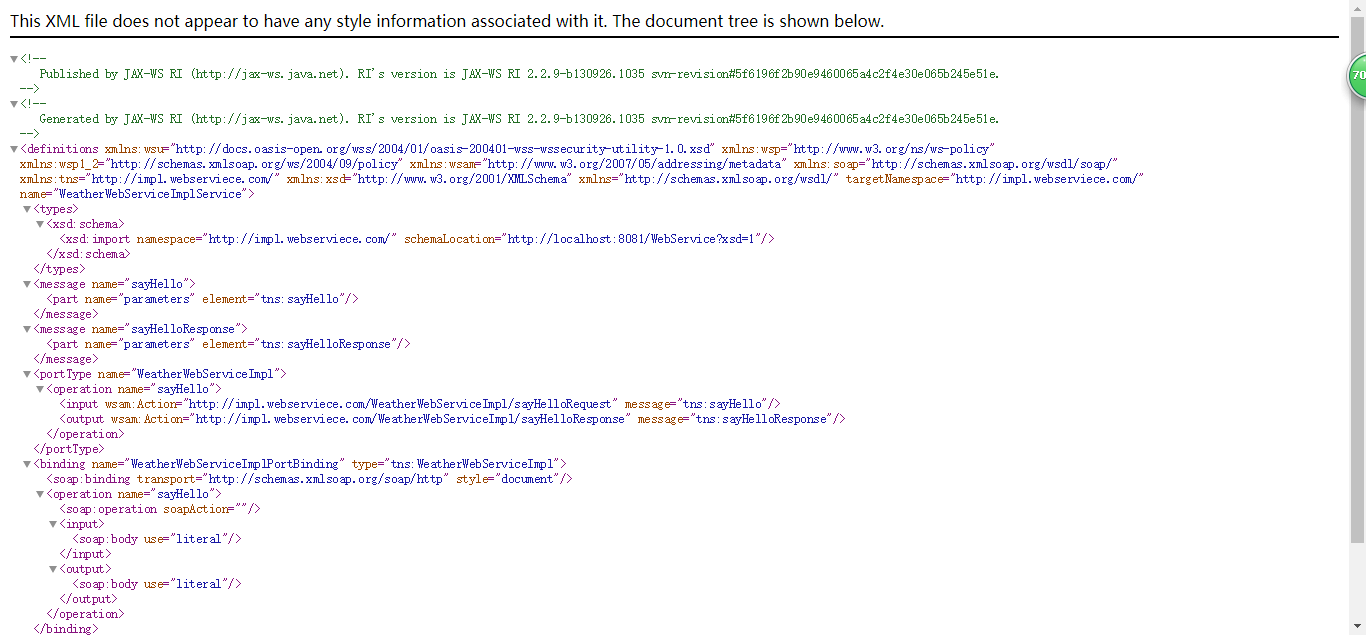 This XML file does not appear to have any style information associated with it. The document tree is shown below.
▼<!--
Published by JAX-WS RI (http://jax-ws.java.net). RI's version is JAX-WS RI 2.2.9-b130926.1035 svn-revision#5f6196f2b90e9460065a4c2f4e30e065b245e51e.
-->
▼<!--
Generated by JAX-WS RI (http://jax-ws.java.net). RI's version is JAX-WS RI 2.2.9-b130926.1035 svn-revision#5f6196f2b90e9460065a4c2f4e30e065b245e51e.
-->
▼<definitions xmlns:wsu="http://docs.oasis-open.org/wss/2004/01/oasis-200401-wss-wssecurity-utility-1.0.xsd" xmlns:wsp="http://www.w3.org/ns/ws-policy"
xmlns:wsp1_2="http://schemas.xmlsoap.org/ws/2004/09/policy" xmlns:wsam="http://www.w3.org/2007/05/addressing/metadata" xmlns:soap="http://schemas.xmlsoap.org/wsdl/soap/"
xmlns:tns="http://impl.webserviece.com/" xmlns:xsd="http://www.w3.org/2001/XMLSchema" xmlns="http://schemas.xmlsoap.org/wsdl/" targetNamespace="http://impl.webserviece.com/"
name="WeatherWebServiceImplService">
▼<types>
▼<xsd:schema>
<xsd:import namespace="http://impl.webserviece.com/" schemaLocation="http://localhost:8081/WebService?xsd=1"/>
</xsd:schema>
</types>
▼<message name="sayHello">
<part name="parameters" element="tns:sayHello"/>
</message>
▼<message name="sayHelloResponse">
<part name="parameters" element="tns:sayHelloResponse"/>
</message>
▼<portType name="WeatherWebServiceImpl">
▼<operation name="sayHello">
<input wsam:Action="http://impl.webserviece.com/WeatherWebServiceImpl/sayHelloRequest" message="tns:sayHello"/>
<output wsam:Action="http://impl.webserviece.com/WeatherWebServiceImpl/sayHelloResponse" message="tns:sayHelloResponse"/>
</operation>
</portType>
▼<binding name="WeatherWebServiceImplPortBinding" type="tns:WeatherWebServiceImpl">
<soap:binding transport="http://schemas.xmlsoap.org/soap/http" style="document"/>
▼<operation name="sayHello">
<soap:operation soapAction=""/>
▼<input>
<soap:body use="literal"/>
</input>
▼<output>
<soap:body use="literal"/>
</output>
</operation>
</binding>
70